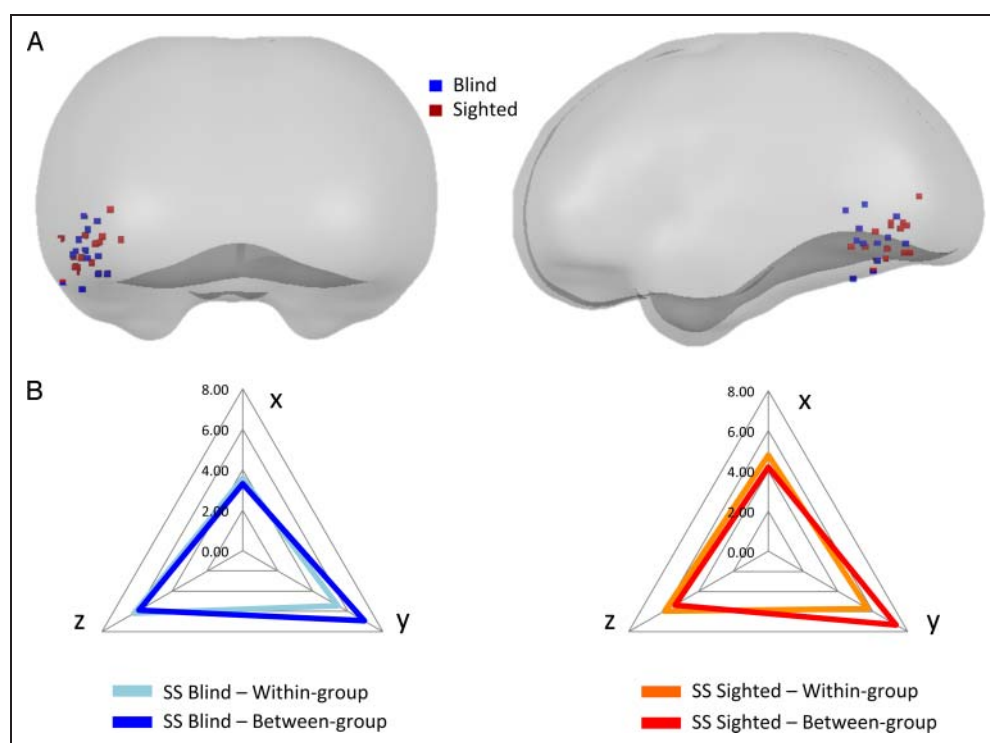 A
Blind
Sighted
B
8.00
x
6.00
4.00
2.00
0.00
z
y
SS Blind – Within-group
SS Blind – Between-group
8.00
x
6.00
4.00
2.00
0.00
z
y
SS Sighted – Within-group
SS Sighted – Between-group